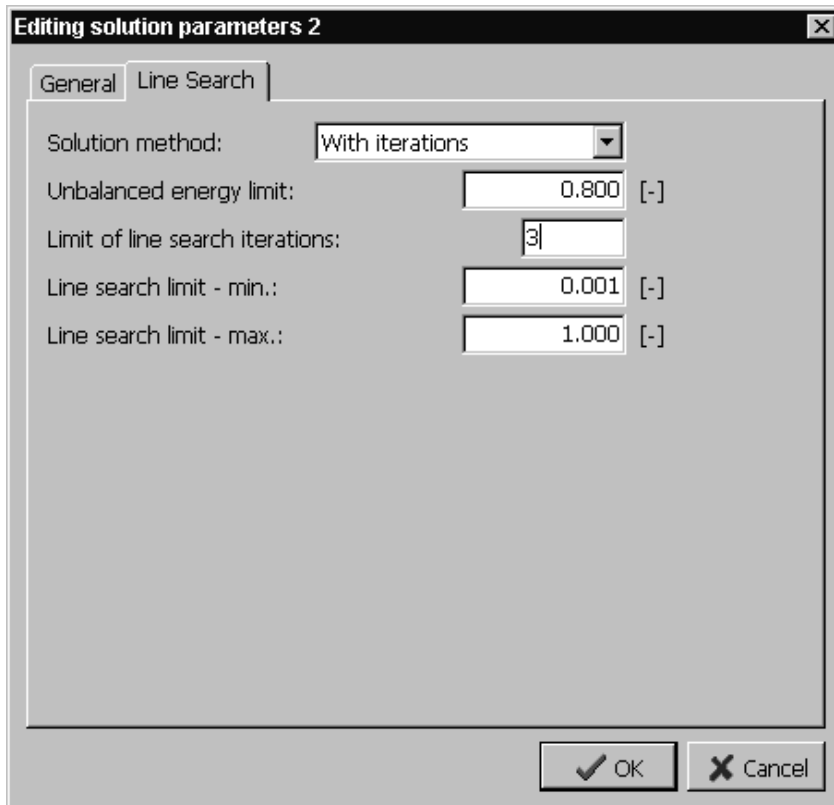 Editing solution parameters 2
General Line Search
Solution method: With iterations
Unbalanced energy limit: 0.800 [-]
Limit of line search iterations: 3
Line search limit - min.: 0.001 [-]
Line search limit - max.: 1.000 [-]
OK Cancel